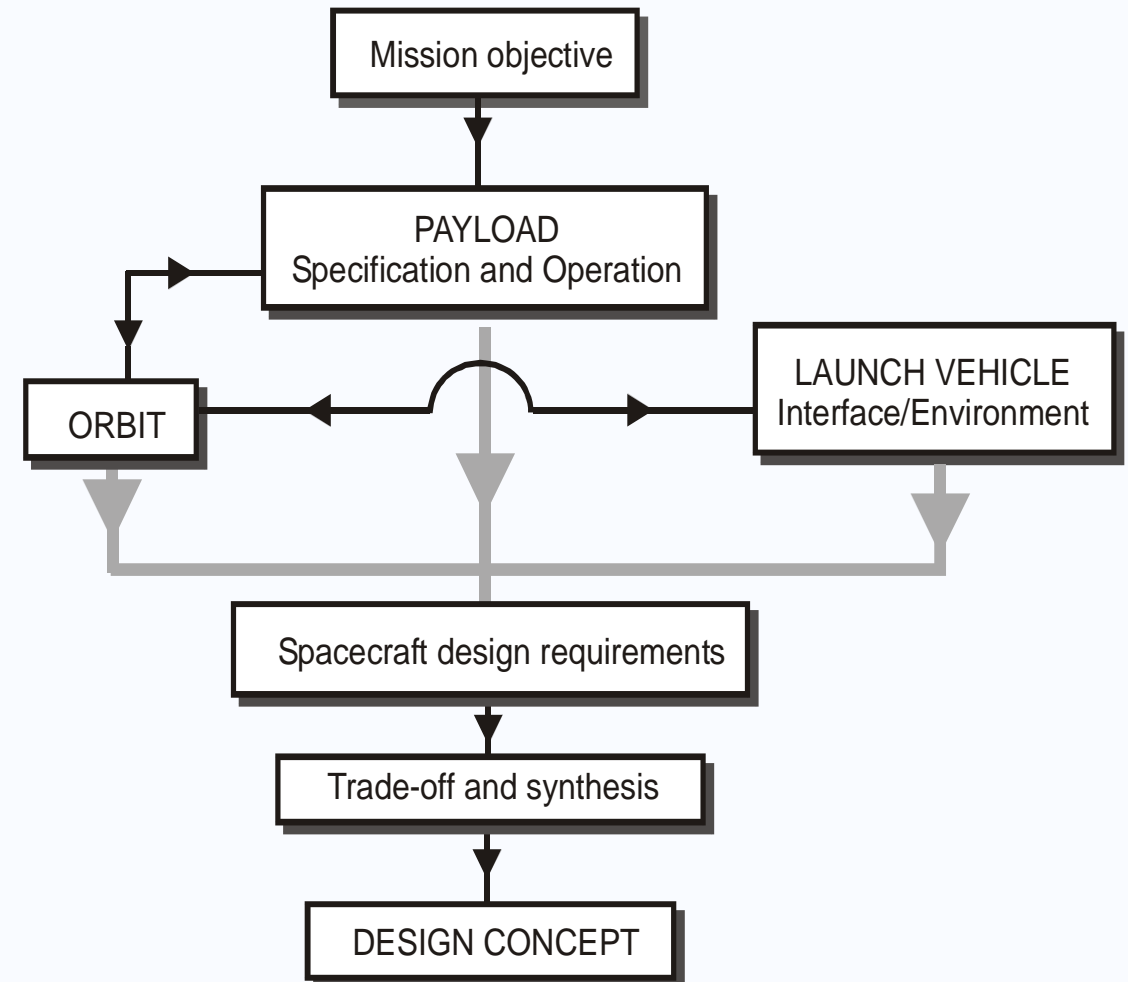 Mission objective
PAYLOAD
Specification and Operation
LAUNCH VEHICLE
Interface/Environment
ORBIT
Spacecraft design requirements
Trade-off and synthesis
DESIGN CONCEPT